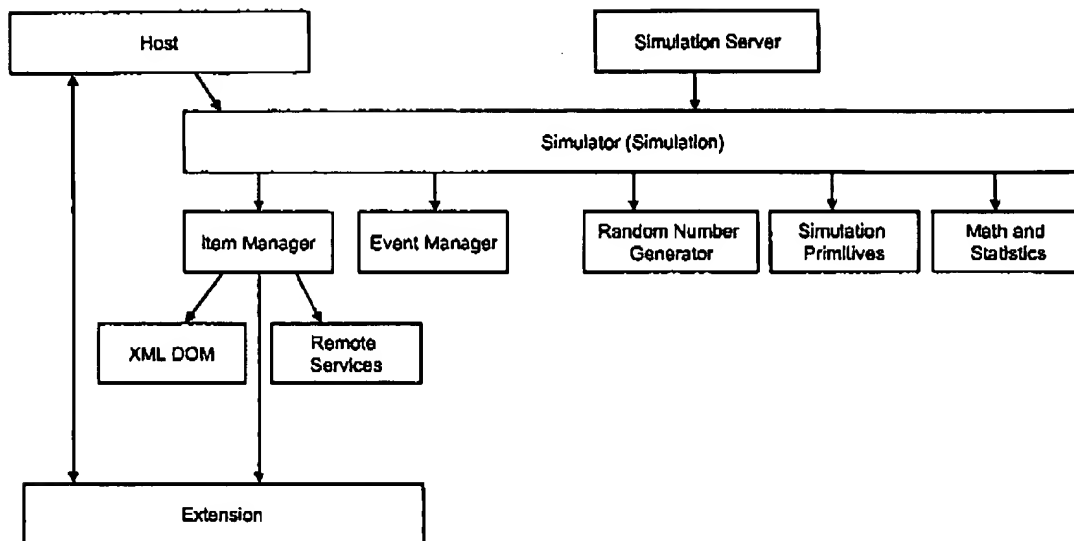 Host
Simulation Server
Simulator (Simulation)
Item Manager
Event Manager
Random Number
Generator
Simulation
Primitives
Math and
Statistics
XML DOM
Remote
Services
Extension